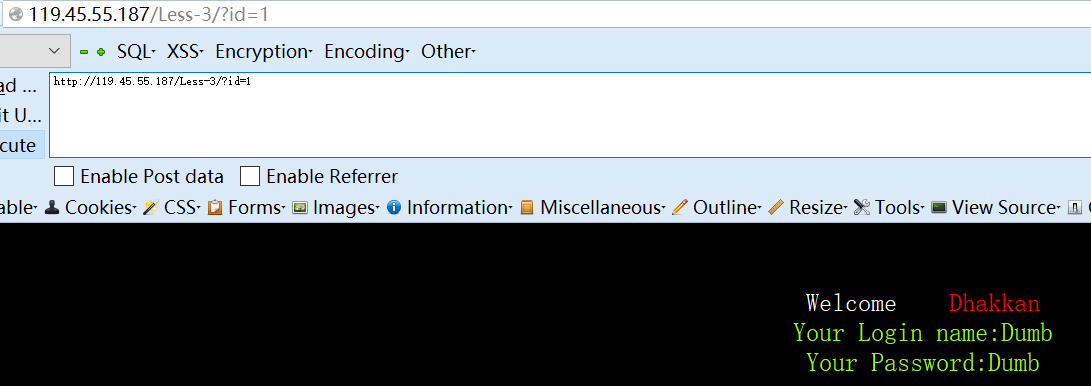 119.45.55.187/Less-3/?id=1
SQL· XSS· Encryption· Encoding· Other·
ad ...
http://119.45.55.187/Less-3/?id=1
it U...
cute
Enable Post data Enable Referrer
able· Cookies· CSS· Forms· Images· Information· Miscellaneous· Outline· Resize· Tools· View Source·
Welcome Dhakkan
Your Login name:Dumb
Your Password:Dumb